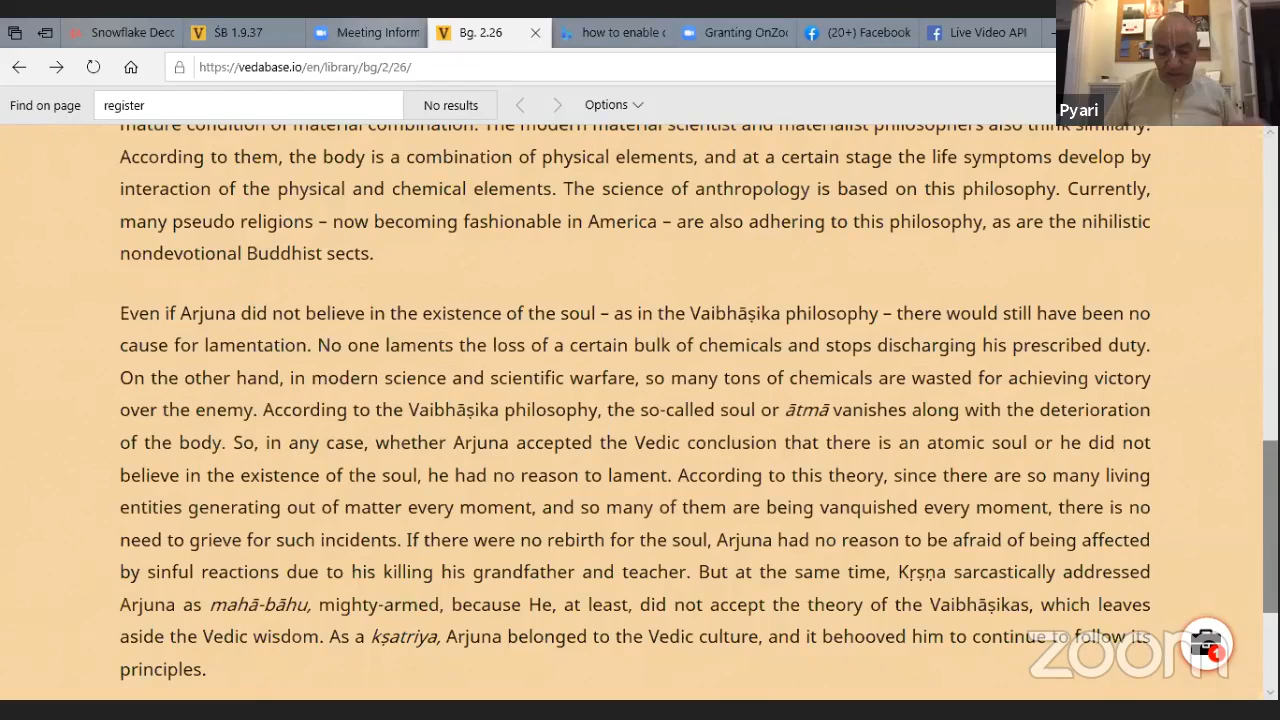 Snowflake Decc
ŚB 1.9.37
Meeting Inform
Bg. 2.26
how to enable c
Granting OnZoo
(20+) Facebook
Live Video API
https://vedabase.io/en/library/bg/2/26/
Find on page
register
No results
Options
Pyari
mature condition of material combination. The modern material scientist and materialist philosophers also think similarly.
According to them, the body is a combination of physical elements, and at a certain stage the life symptoms develop by
interaction of the physical and chemical elements. The science of anthropology is based on this philosophy. Currently,
many pseudo religions – now becoming fashionable in America – are also adhering to this philosophy, as are the nihilistic
nondevotional Buddhist sects.
Even if Arjuna did not believe in the existence of the soul – as in the Vaibhāṣika philosophy – there would still have been no
cause for lamentation. No one laments the loss of a certain bulk of chemicals and stops discharging his prescribed duty.
On the other hand, in modern science and scientific warfare, so many tons of chemicals are wasted for achieving victory
over the enemy. According to the Vaibhāṣika philosophy, the so-called soul or ātmā vanishes along with the deterioration
of the body. So, in any case, whether Arjuna accepted the Vedic conclusion that there is an atomic soul or he did not
believe in the existence of the soul, he had no reason to lament. According to this theory, since there are so many living
entities generating out of matter every moment, and so many of them are being vanquished every moment, there is no
need to grieve for such incidents. If there were no rebirth for the soul, Arjuna had no reason to be afraid of being affected
by sinful reactions due to his killing his grandfather and teacher. But at the same time, Kṛṣṇa sarcastically addressed
Arjuna as mahā-bāhu, mighty-armed, because He, at least, did not accept the theory of the Vaibhāṣikas, which leaves
aside the Vedic wisdom. As a kṣatriya, Arjuna belonged to the Vedic culture, and it behooved him to continue to follow its
principles.
1
zoom